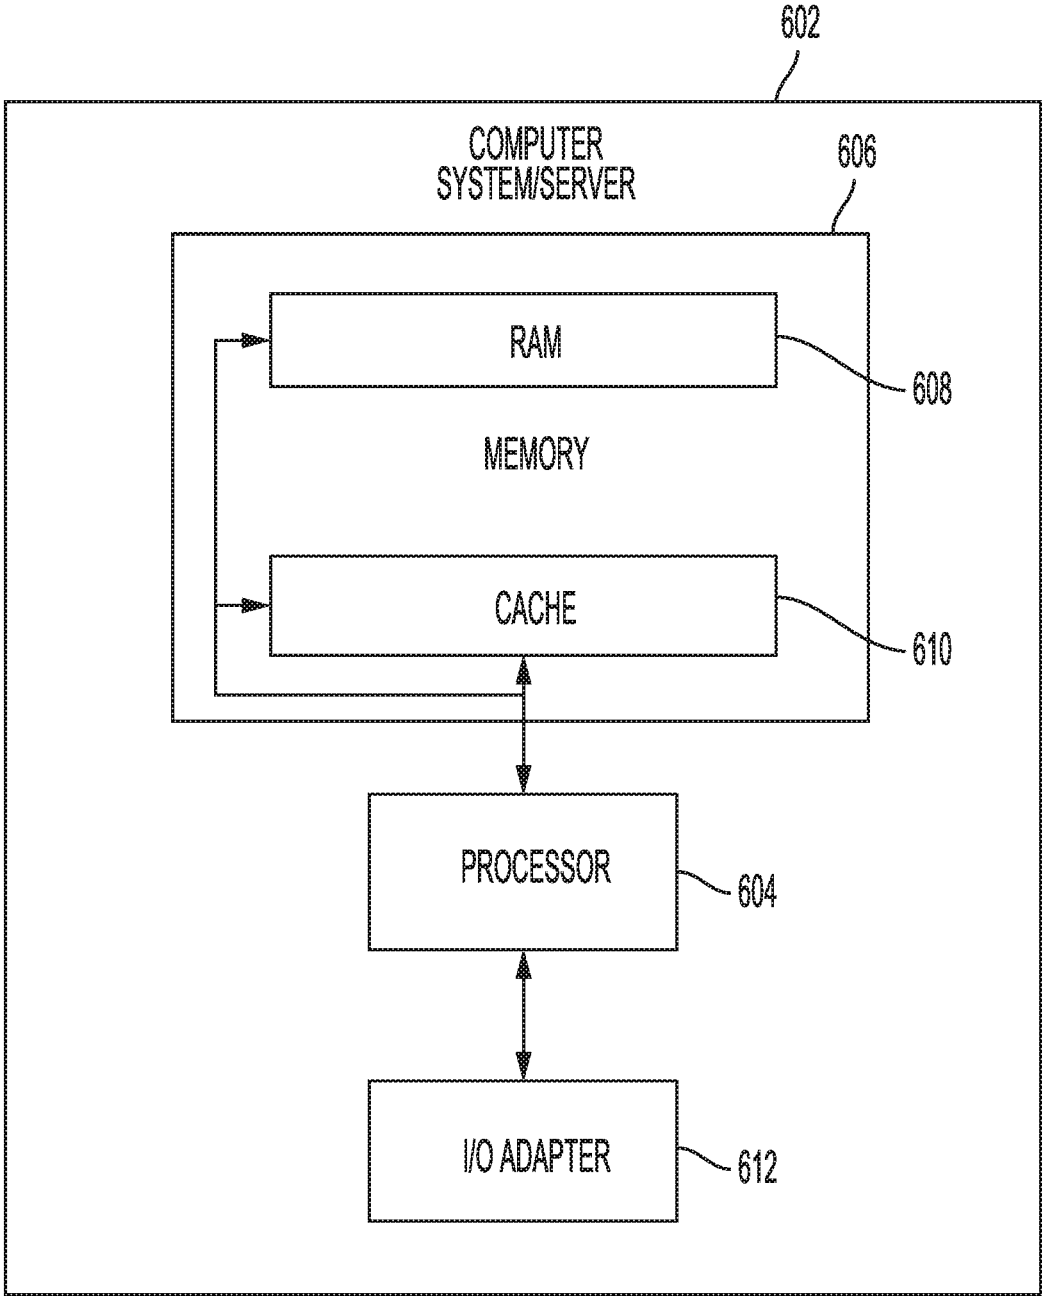 602
COMPUTER
SYSTEM/SERVER
606
RAM
608
MEMORY
CACHE
610
PROCESSOR
604
I/O ADAPTER
612